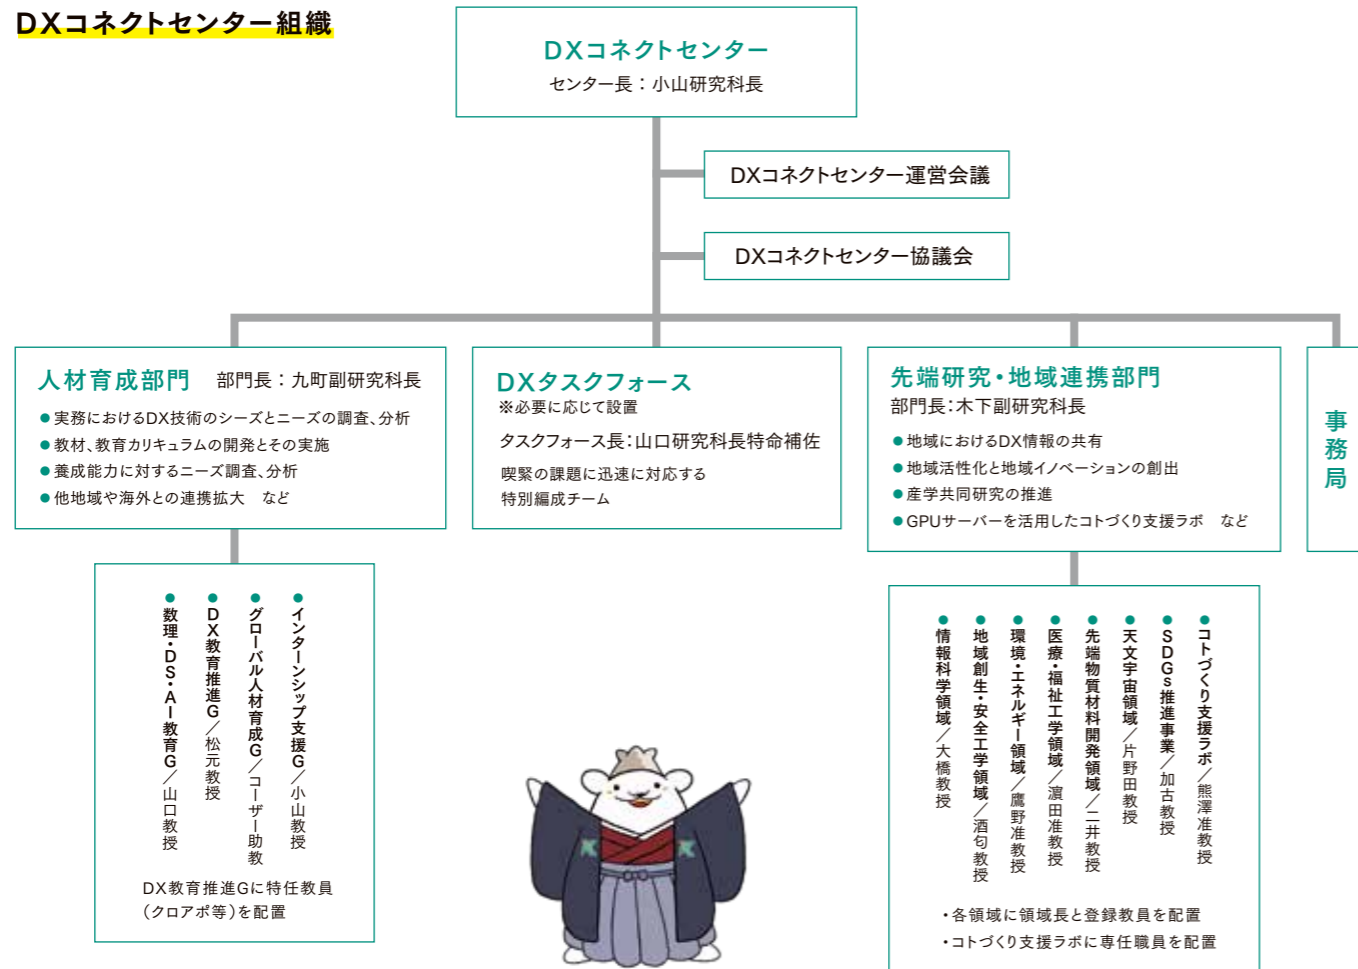 DXコネクトセンター組織
DXコネクトセンター
センター長：小山研究科長
DXコネクトセンター運営会議
DXコネクトセンター協議会
人材育成部門　部門長：九町副研究科長
●実務におけるDX技術のシーズとニーズの調査、分析
●教材、教育カリキュラムの開発とその実施
●養成能力に対するニーズ調査、分析
●他地域や海外との連携拡大　など
DXタスクフォース
※必要に応じて設置
タスクフォース長：山口研究科長特命補佐
喫緊の課題に迅速に対応する
特別編成チーム
先端研究・地域連携部門
部門長：木下副研究科長
●地域におけるDX情報の共有
●地域活性化と地域イノベーションの創出
●産学共同研究の推進
●GPUサーバーを活用したコトづくり支援ラボ　など
事務局
●インターンシップ支援G／小山教授
●グローバル人材育成G／コーザー助教
●DX教育推進G／松元教授
●数理・DS・AI教育G／山口教授
DX教育推進Gに特任教員
（クロアポ等）を配置
●コトづくり支援ラボ／熊澤准教授
●SDGs推進事業／加古教授
●天文宇宙領域／片野田教授
●先端物質材料開発領域／二井教授
●医療・福祉工学領域／濵田准教授
●環境・エネルギー領域／鷹野准教授
●地域創生・安全工学領域／酒匂教授
●情報科学領域／大橋教授
・各領域に領域長と登録教員を配置
・コトづくり支援ラボに専任職員を配置